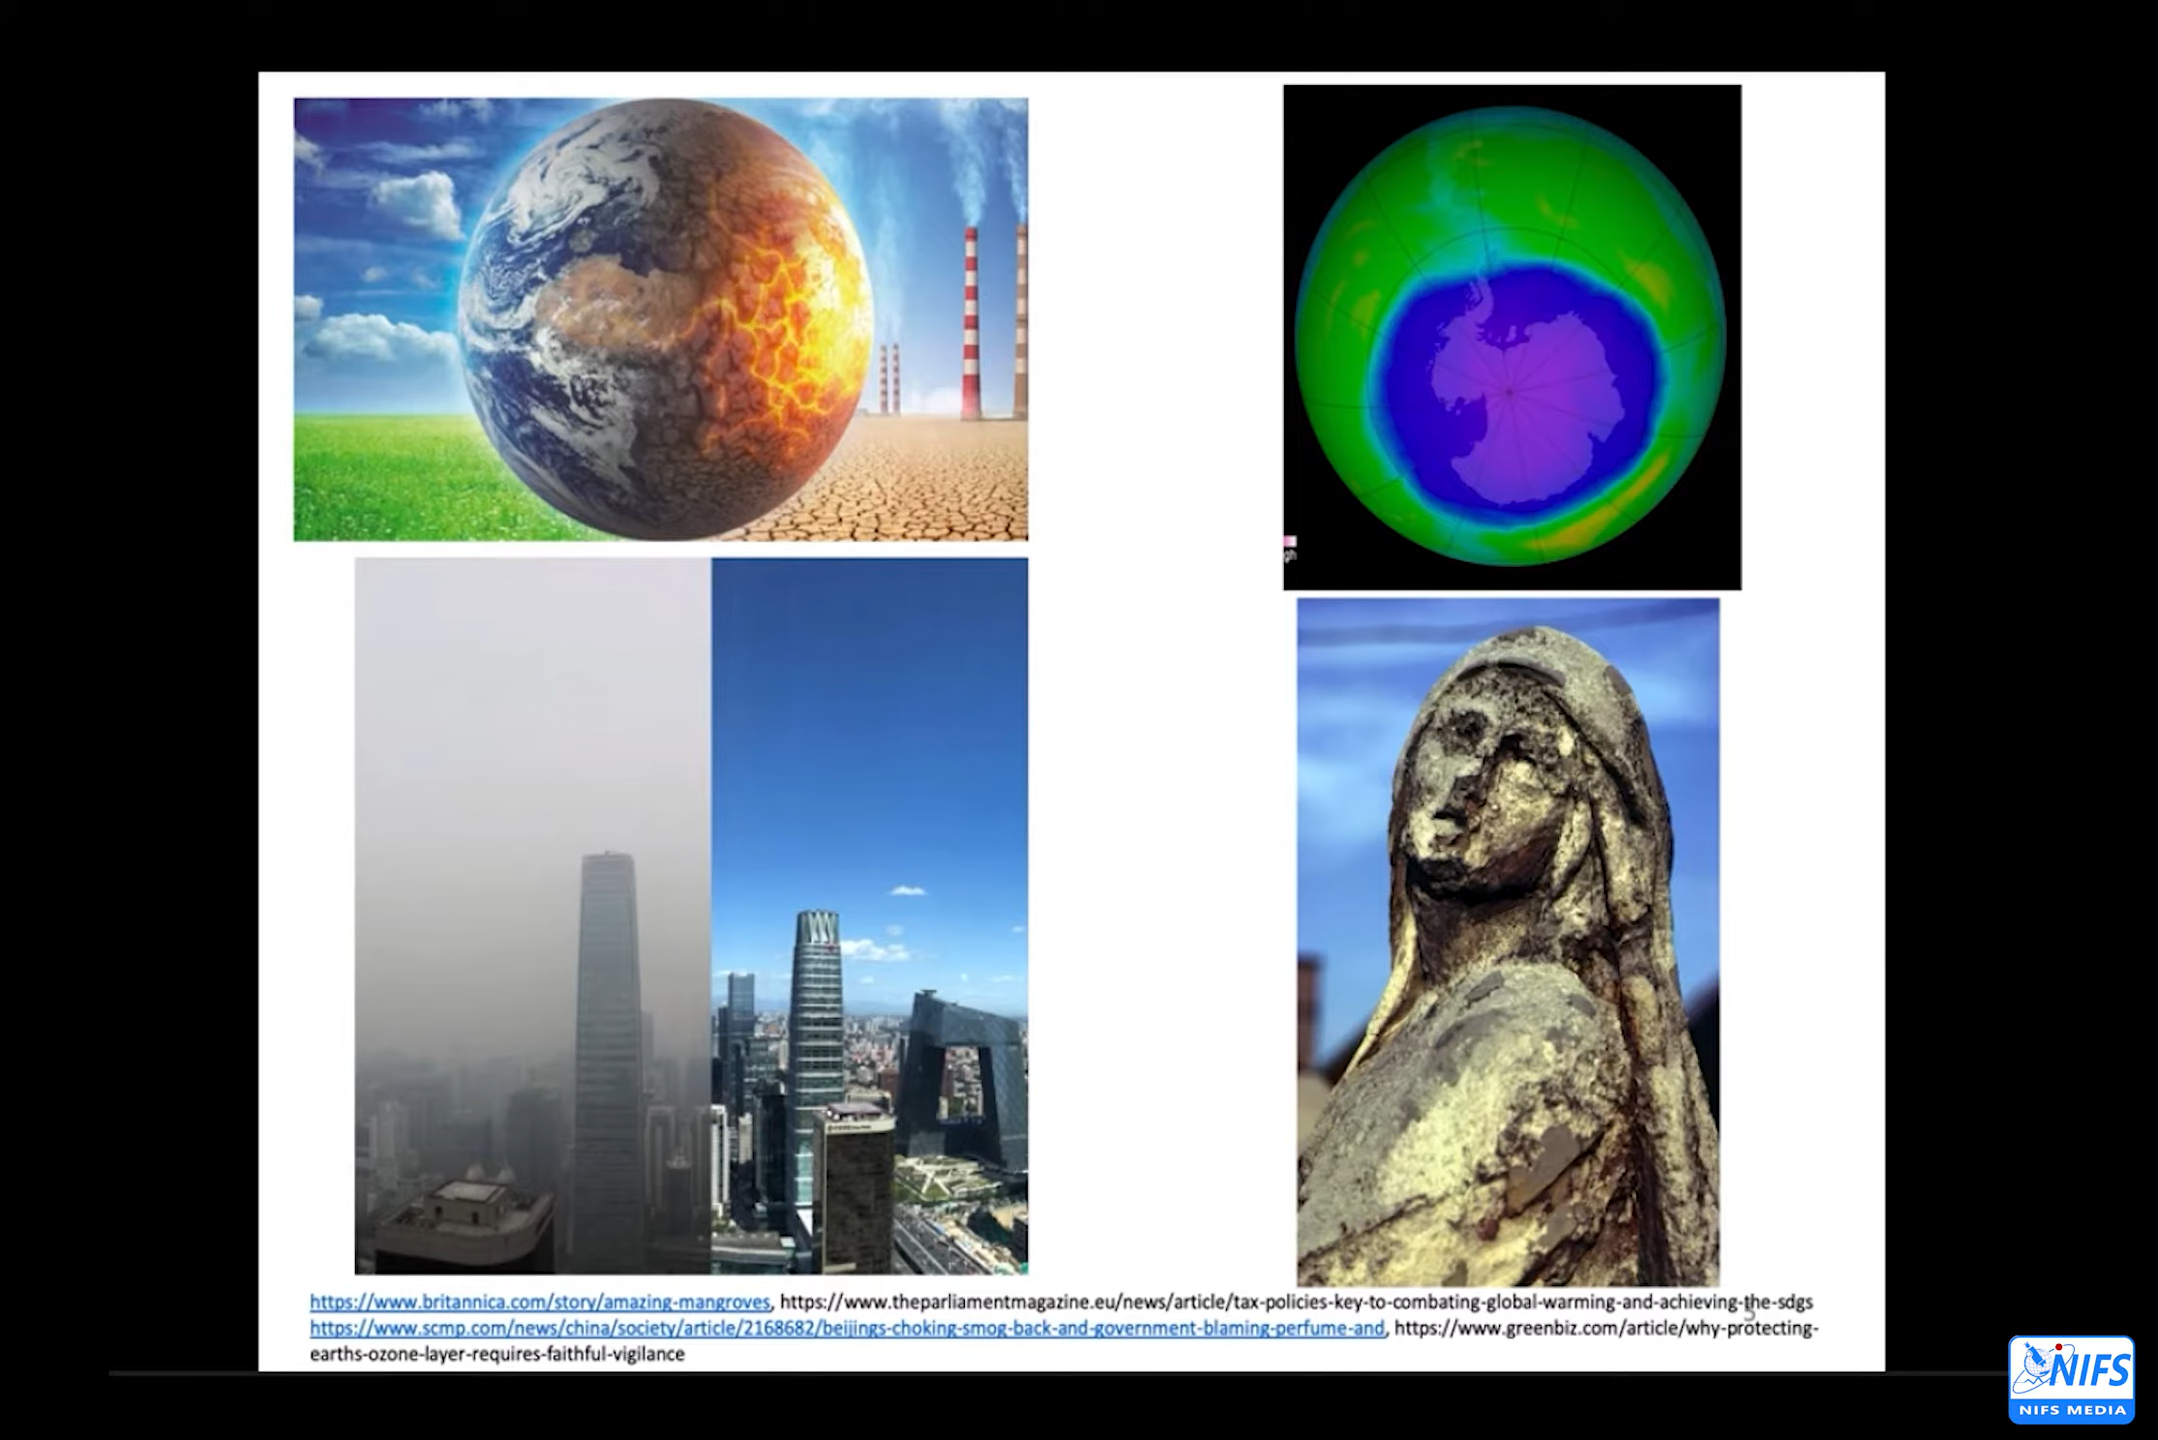 gh
https://www.britannica.com/story/amazing-mangroves, https://www.theparliamentmagazine.eu/news/article/tax-policies-key-to-combating-global-warming-and-achieving-the-sdgs
5
https://www.scmp.com/news/china/society/article/2168682/beijings-choking-smog-back-and-government-blaming-perfume-and, https://www.greenbiz.com/article/why-protecting-
earths-ozone-layer-requires-faithful-vigilance
NIFS
NIFS MEDIA